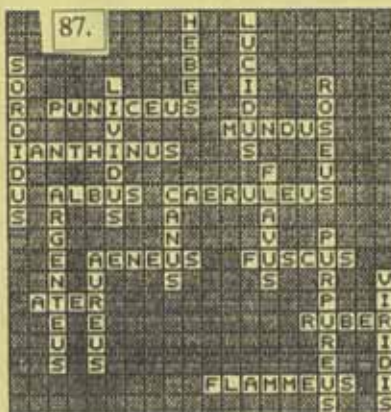 87.
HEBES
LUCIDUS
SORDIDUS
LIVIDUS
ROSEUS
PUNICEUS
MUNDUS
IANTHINUS
FLAVUS
ALBUS
CAERULEUS
ARGENTEUS
CANUS
PURPUREUS
AENEUS
FUSCUS
AUREUS
VIRIDIS
ATER
RUBER
FLAMMEUS